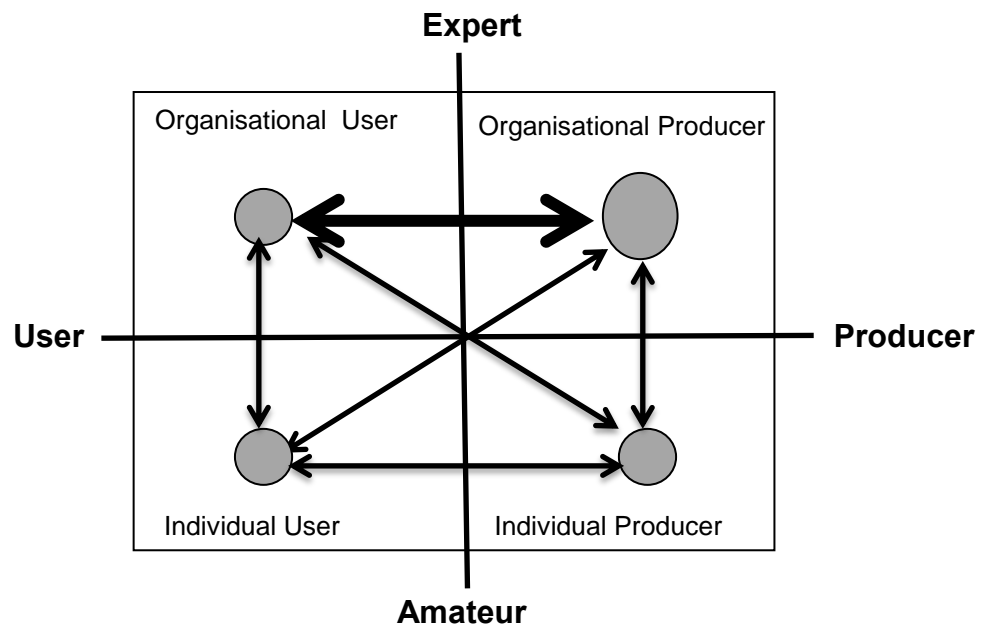 Expert
Organisational User
Organisational Producer
User
Producer
Individual User
Individual Producer
Amateur